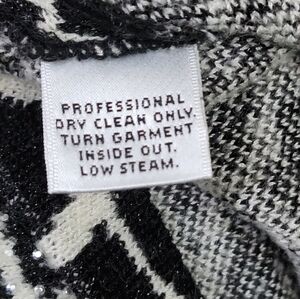 PROFESSIONAL
DRY CLEAN ONLY.
TURN GARMENT
INSIDE OUT.
LOW STEAM.